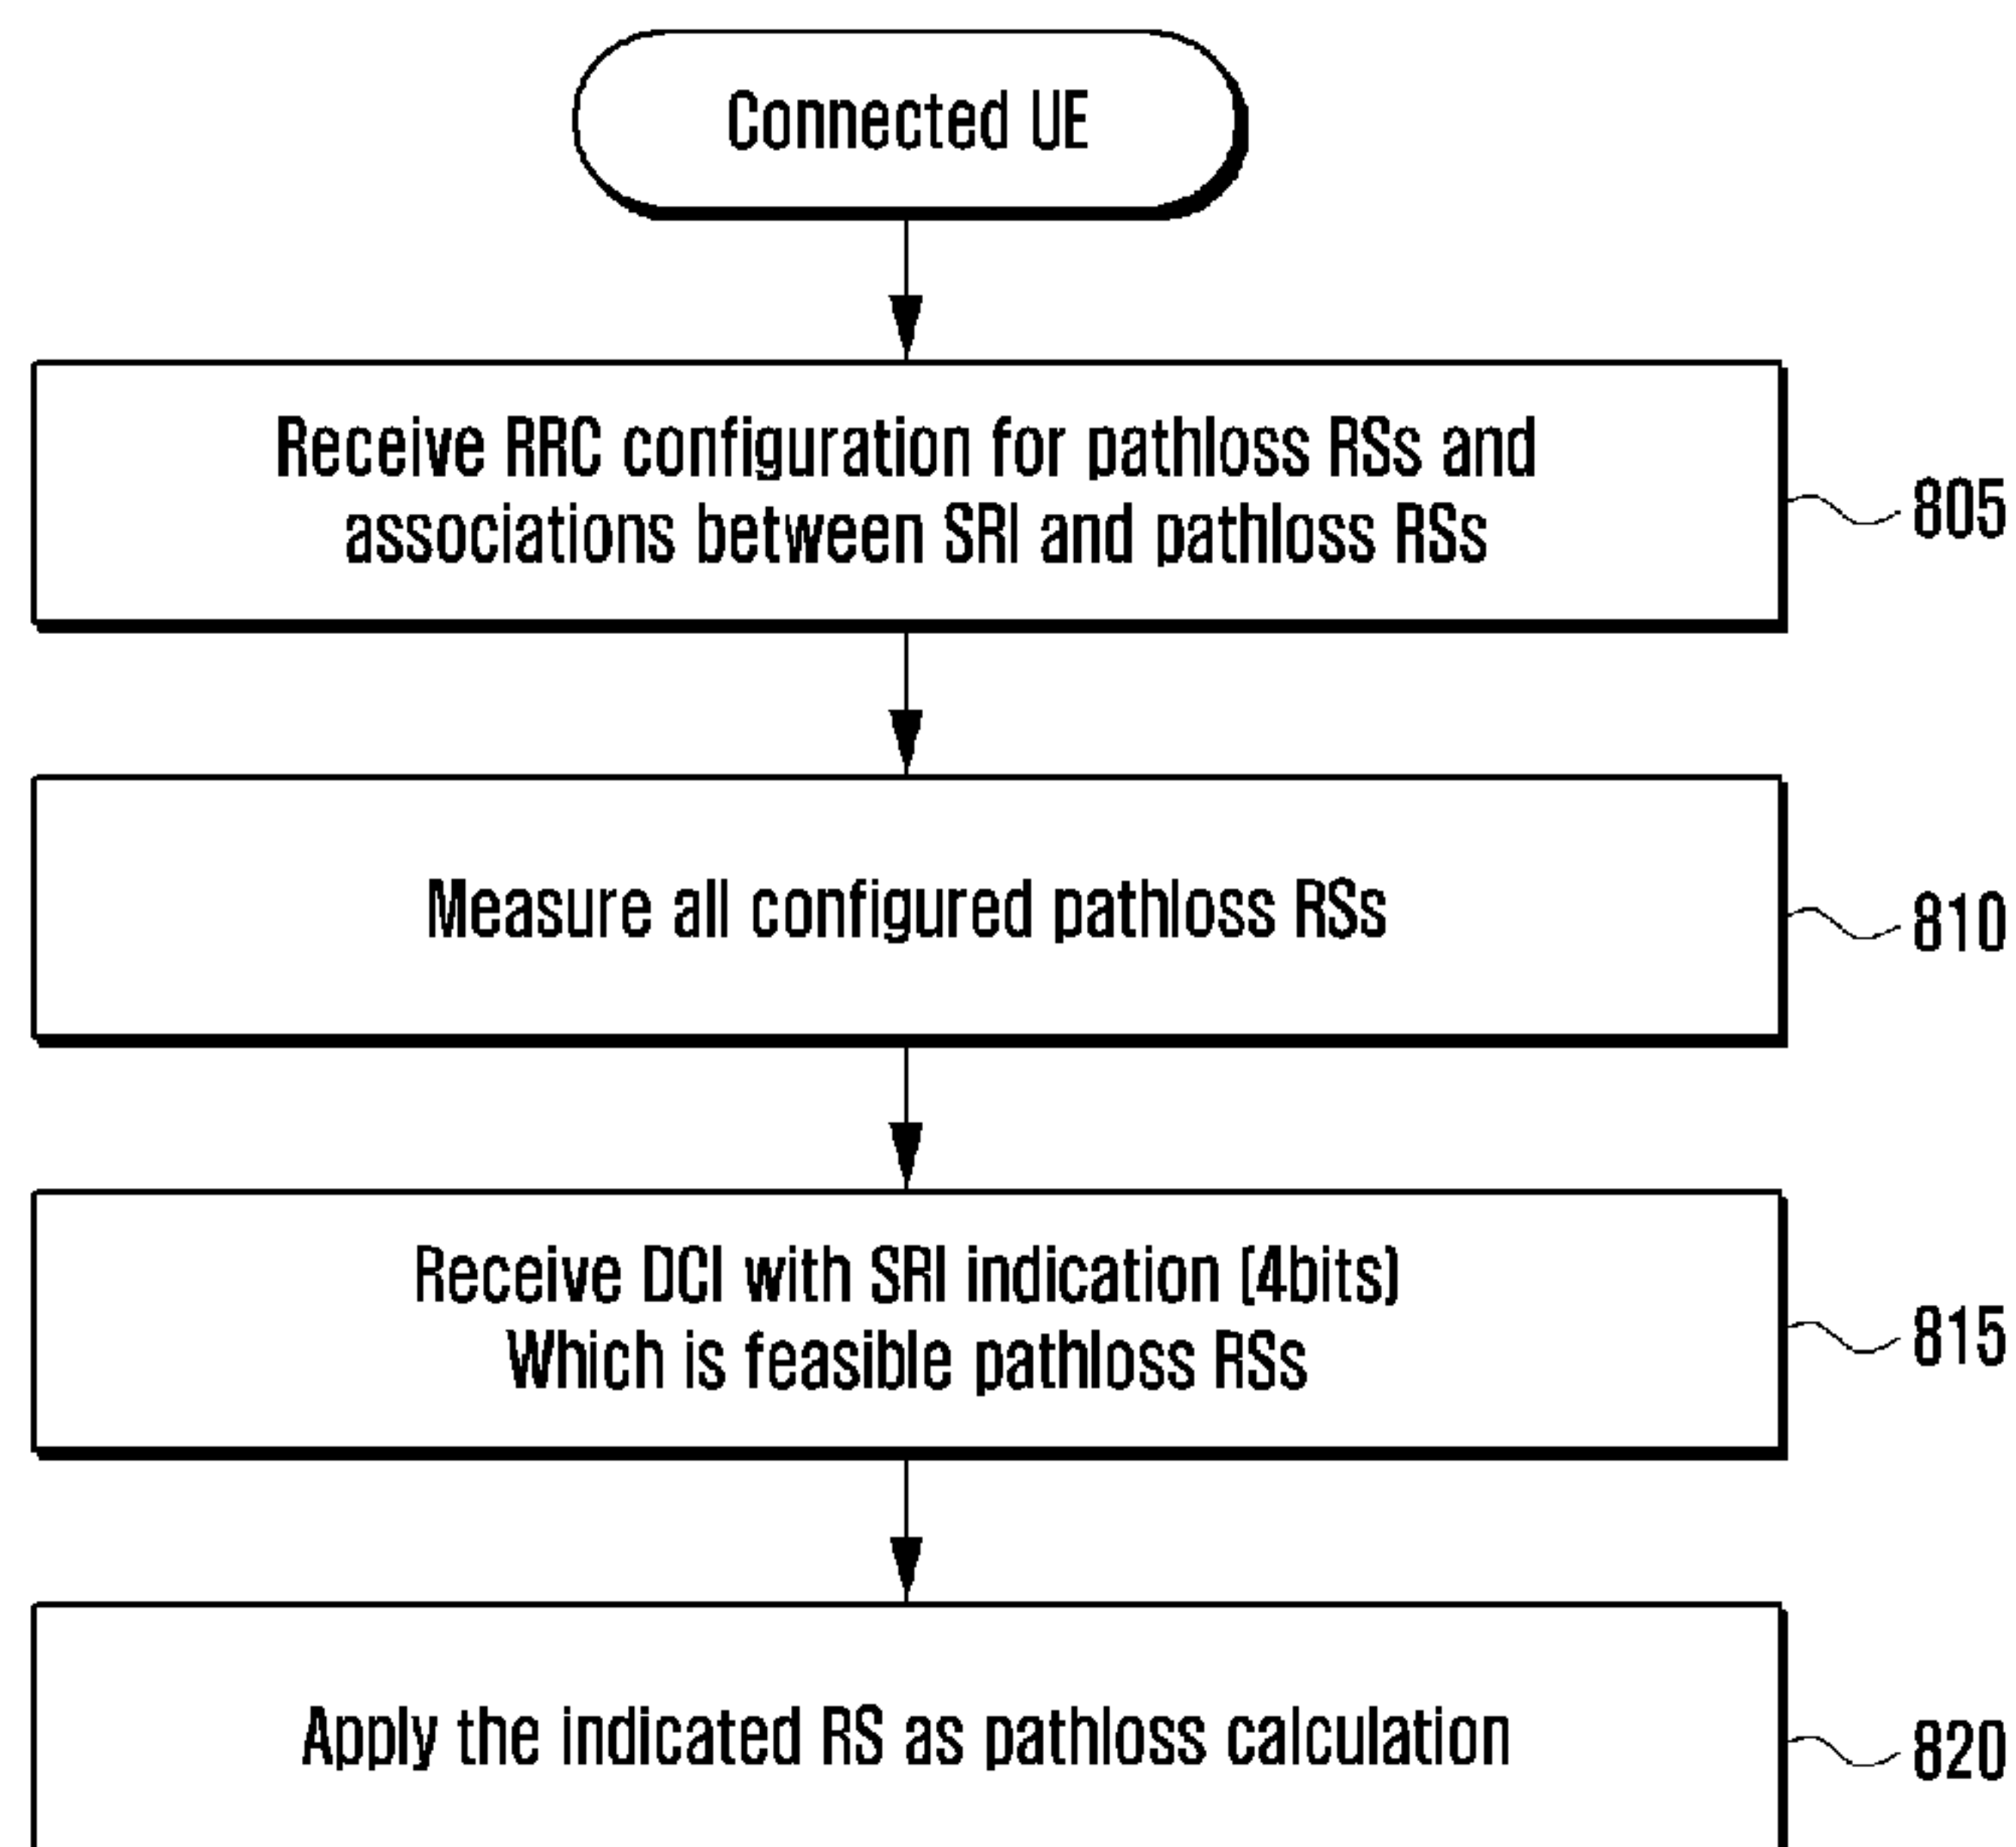 Connected UE
Receive RRC configuration for pathloss RSs and
associations between SRI and pathloss RSs
805
Measure all configured pathloss RSs
810
Receive DCI with SRI indication (4bits)
Which is feasible pathloss RSs
815
Apply the indicated RS as pathloss calculation
820